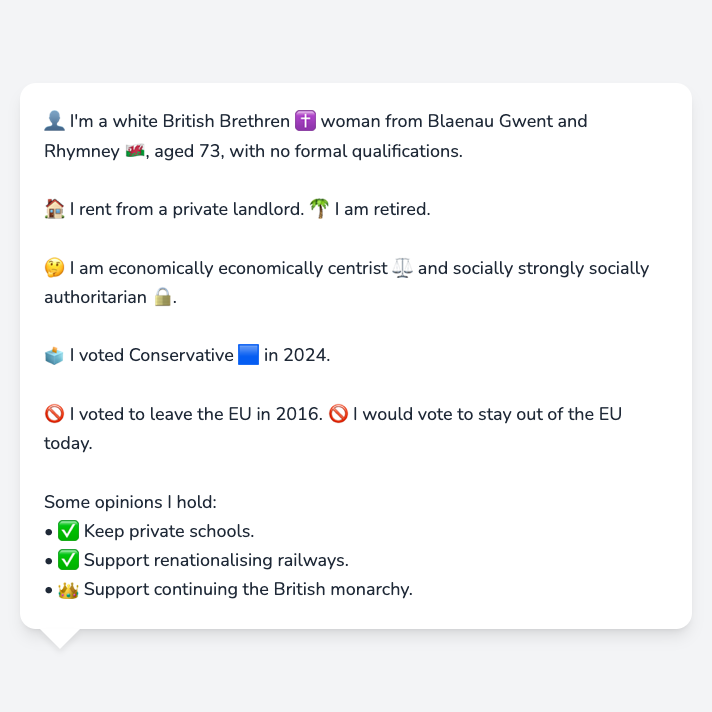 👤 I'm a white British Brethren ✝️ woman from Blaenau Gwent and
Rhymney 🏴󠁧󠁢󠁷󠁬󠁳󠁿, aged 73, with no formal qualifications.
🏠 I rent from a private landlord. 🌴 I am retired.
🤔 I am economically economically centrist ⚖️ and socially strongly socially
authoritarian 🔒.
🗳️ I voted Conservative 🟦 in 2024.
🚫 I voted to leave the EU in 2016. 🚫 I would vote to stay out of the EU
today.
Some opinions I hold:
• ✅ Keep private schools.
• ✅ Support renationalising railways.
• 👑 Support continuing the British monarchy.